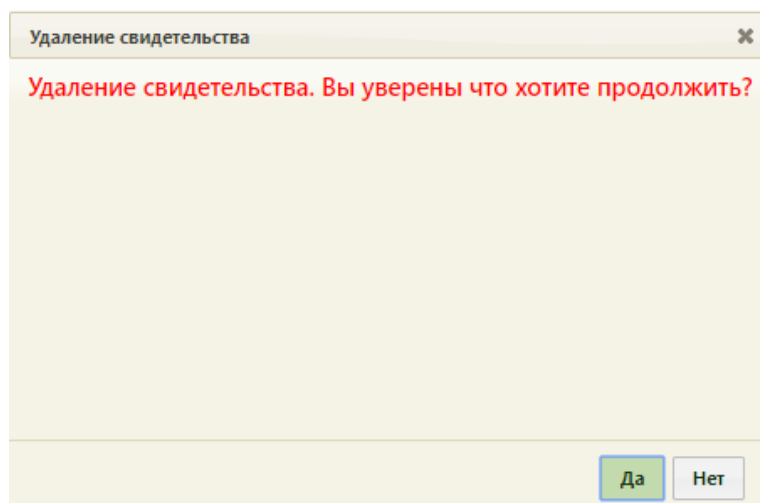 Удаление свидетельства
Удаление свидетельства. Вы уверены что хотите продолжить?
Да Нет